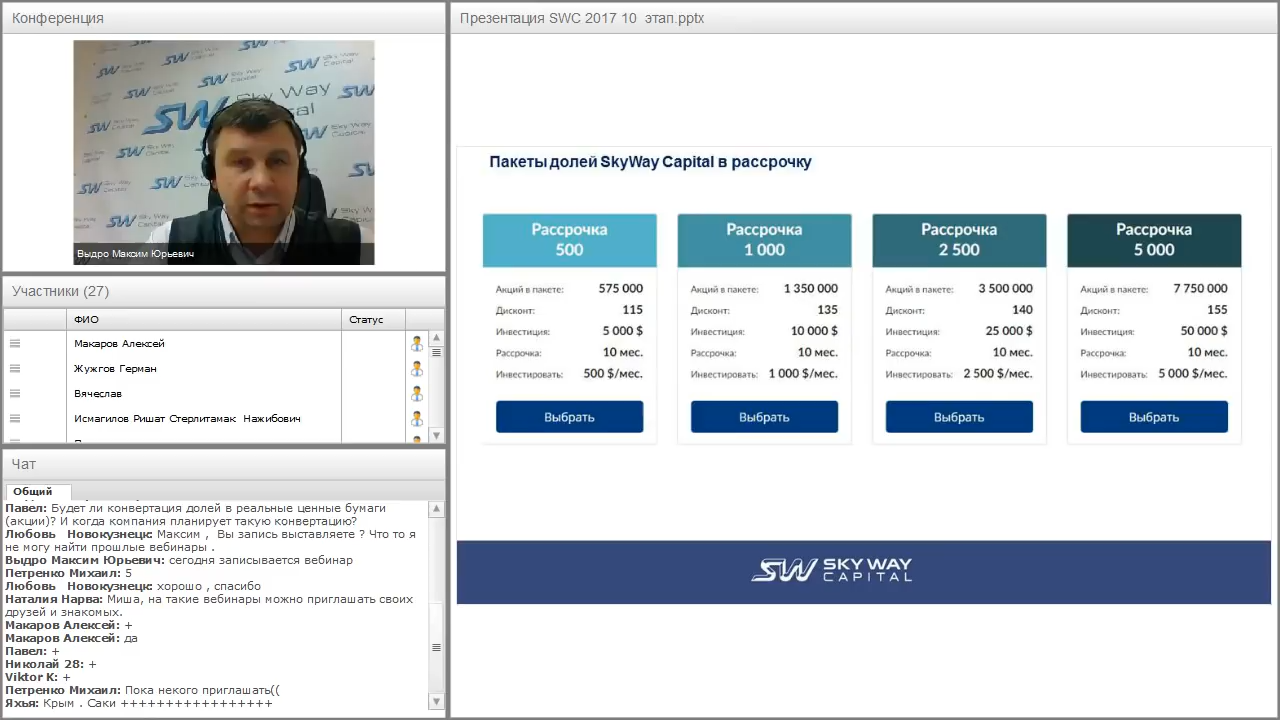 Конференция
SW Sky Way Capital
Выдро Максим Юрьевич
Участники (27)
ФИО
Статус
Макаров Алексей
Жужгов Герман
Вячеслав
Исмагилов Ришат Стерлитамак Нажибович
Чат
Общий
Павел: Будет ли конвертация долей в реальные ценные бумаги
(акции)? И когда компания планирует такую конвертацию?
Любовь Новокузнецк: Максим , Вы запись выставляете ? Что то я
не могу найти прошлые вебинары .
Выдро Максим Юрьевич: сегодня записывается вебинар
Петренко Михаил: 5
Любовь Новокузнецк: хорошо , спасибо
Наталия Нарва: Миша, на такие вебинары можно приглашать своих
друзей и знакомых.
Макаров Алексей: +
Макаров Алексей: да
Павел: +
Николай 28: +
Viktor K: +
Петренко Михаил: Пока некого приглашать((
Яхья: Крым . Саки +++++++++++++++++
Презентация SWC 2017 10 этап.pptx
Пакеты долей SkyWay Capital в рассрочку
Рассрочка
500
Акций в пакете: 575 000
Дисконт: 115
Инвестиция: 5 000 $
Рассрочка: 10 мес.
Инвестировать: 500 $/мес.
Выбрать
Рассрочка
1 000
Акций в пакете: 1 350 000
Дисконт: 135
Инвестиция: 10 000 $
Рассрочка: 10 мес.
Инвестировать: 1 000 $/мес.
Выбрать
Рассрочка
2 500
Акций в пакете: 3 500 000
Дисконт: 140
Инвестиция: 25 000 $
Рассрочка: 10 мес.
Инвестировать: 2 500 $/мес.
Выбрать
Рассрочка
5 000
Акций в пакете: 7 750 000
Дисконт: 155
Инвестиция: 50 000 $
Рассрочка: 10 мес.
Инвестировать: 5 000 $/мес.
Выбрать
SW SKY WAY
CAPITAL